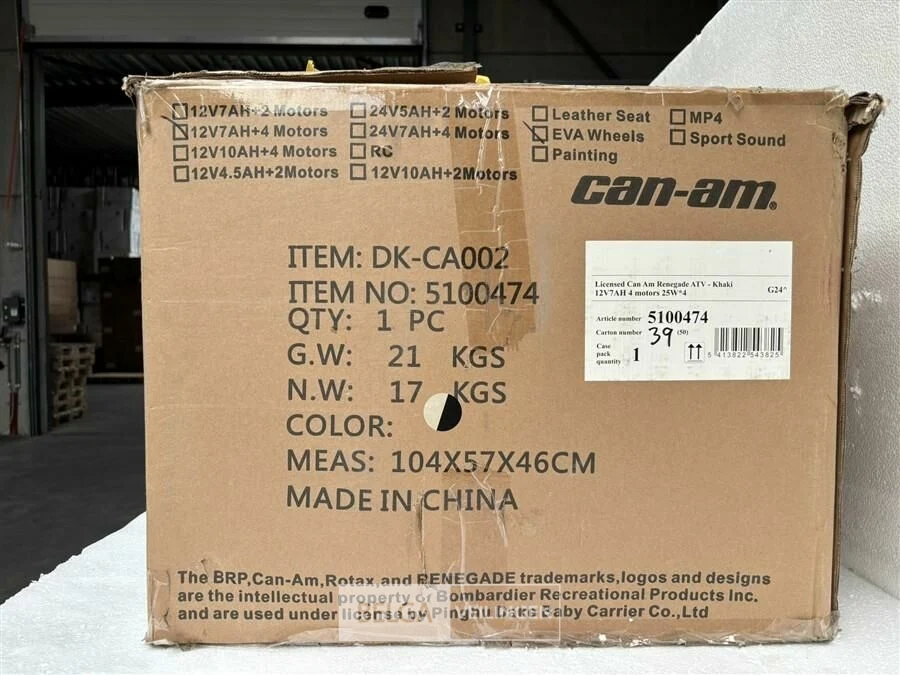 12V7AH+2 Motors
12V7AH+4 Motors
12V10AH+4 Motors
12V4.5AH+2Motors
24V5AH+2 Motors
24V7AH+4 Motors
RC
12V10AH+2Motors
Leather Seat
EVA Wheels
Painting
MP4
Sport Sound
can-am®
ITEM: DK-CA002
ITEM NO: 5100474
QTY: 1 PC
G.W: 21 KGS
N.W: 17 KGS
COLOR:
MEAS: 104X57X46CM
MADE IN CHINA
Licensed Can Am Renegade ATV - Khaki
12V7AH 4 motors 25W*4
G24^
Article number 5100474
Carton number 39 (50)
Case
pack
quantity 1
5 413822 543825
The BRP,Can-Am,Rotax,and RENEGADE trademarks,logos and designs
are the intellectual property of Bombardier Recreational Products Inc.
and are used under license by Pinghu Dake Baby Carrier Co.,Ltd
BELGA